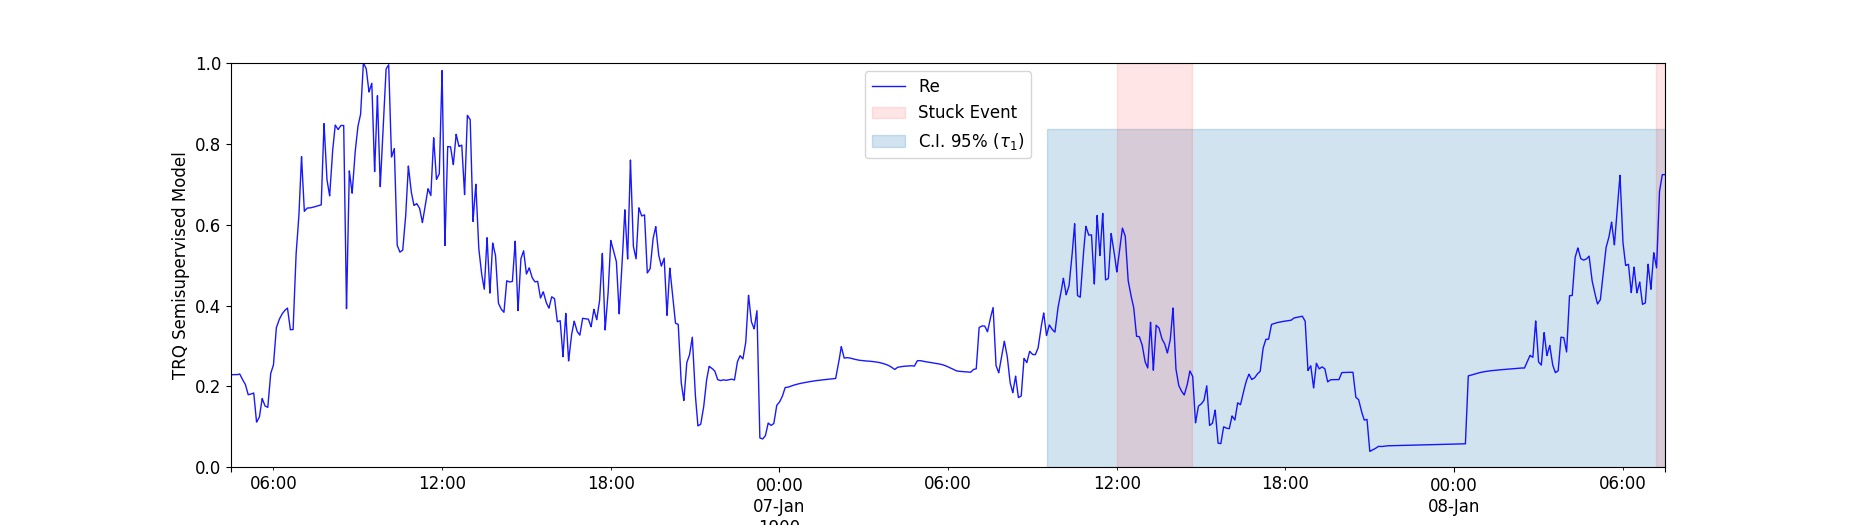 1.0
0.8
0.6
0.4
0.2
0.0
TRQ Semisupervised Model
Re
Stuck Event
C.I. 95% (τ₁)
06:00 12:00 18:00 00:00 06:00 12:00 18:00 00:00 06:00
07-Jan 08-Jan
1900